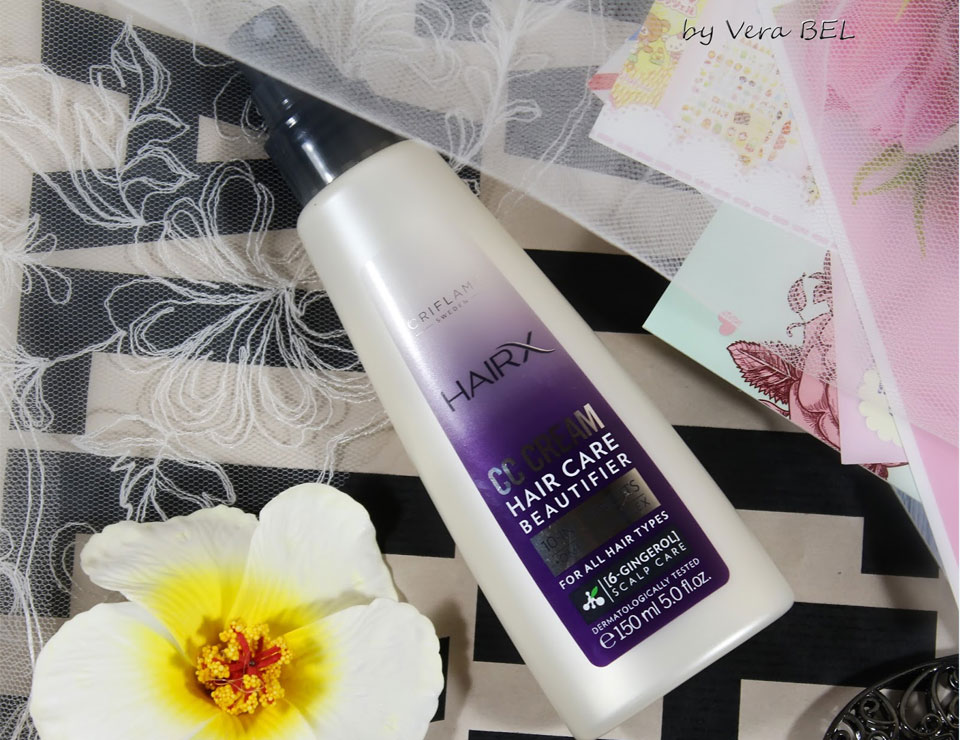 by Vera BEL
ORIFLAME
SWEDEN
HAIRX
CC CREAM
HAIR CARE
BEAUTIFIER
FOR ALL HAIR TYPES
[6-GINGEROL]
SCALP CARE
DERMATOLOGICALLY TESTED
℮ 150 ml 5.0 fl.oz.